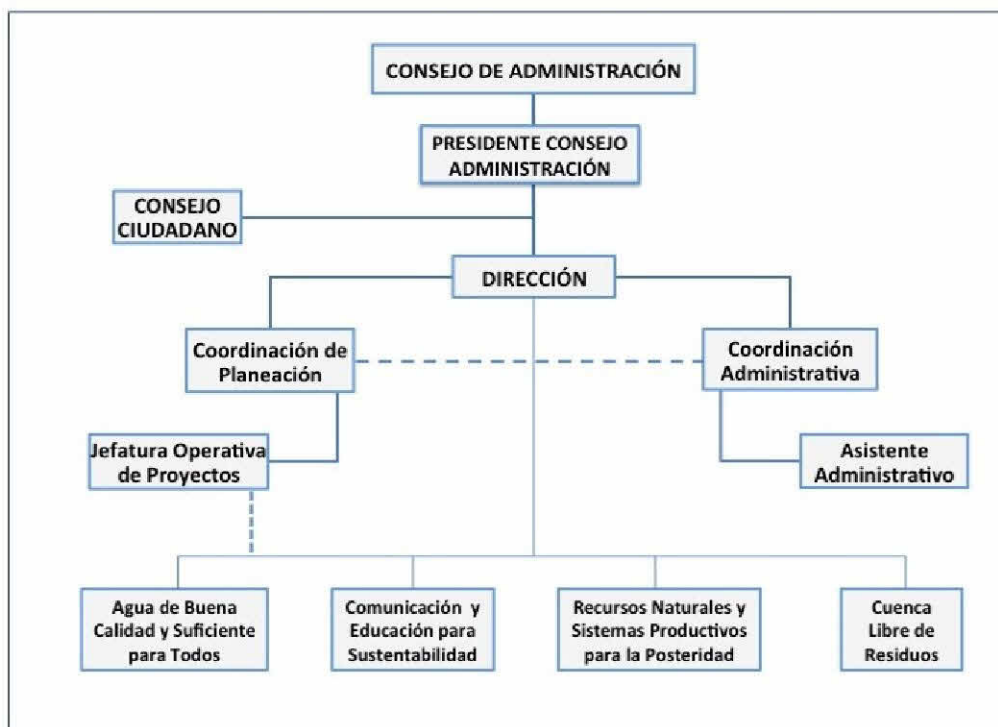 CONSEJO DE ADMINISTRACIÓN
PRESIDENTE CONSEJO
ADMINISTRACIÓN
CONSEJO
CIUDADANO
DIRECCIÓN
Coordinación de
Planeación
Coordinación
Administrativa
Jefatura Operativa
de Proyectos
Asistente
Administrativo
Agua de Buena
Calidad y Suficiente
para Todos
Comunicación y
Educación para
Sustentabilidad
Recursos Naturales y
Sistemas Productivos
para la Posteridad
Cuenca
Libre de
Residuos